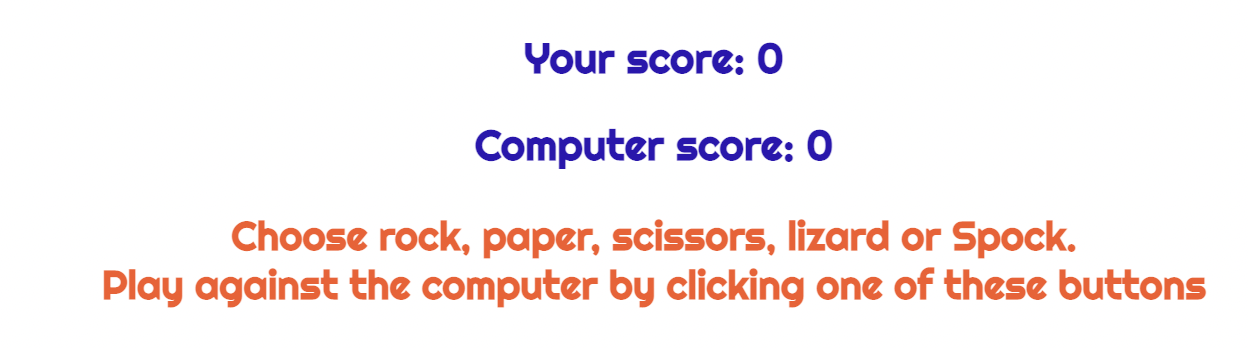 Your score: 0
Computer score: 0
Choose rock, paper, scissors, lizard or Spock.
Play against the computer by clicking one of these buttons